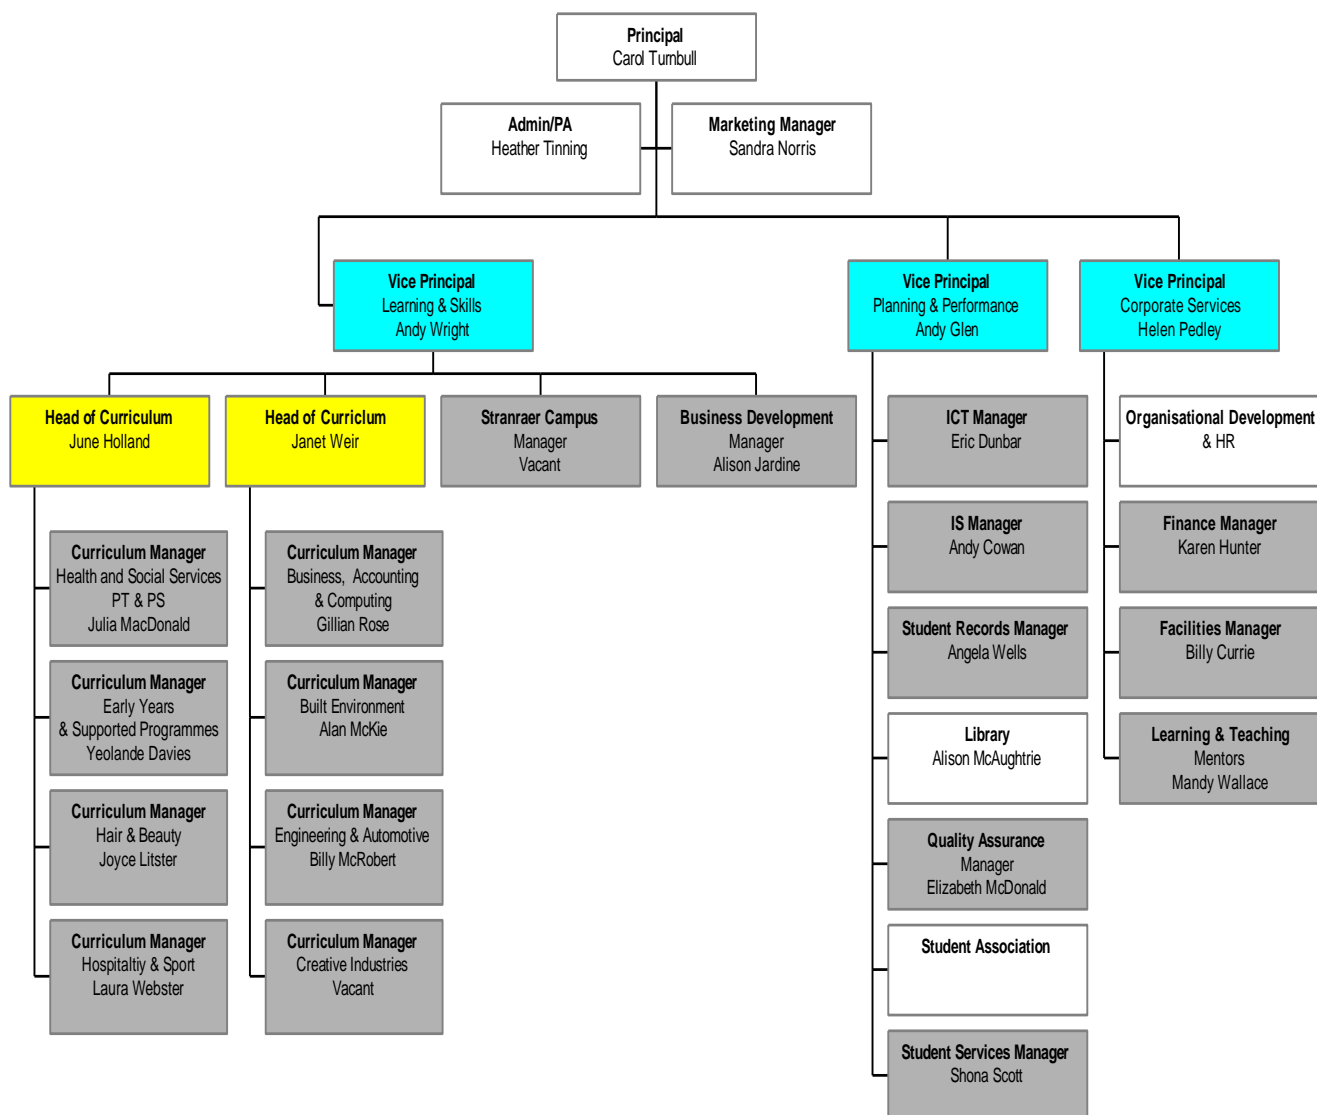 Principal
Carol Turnbull
Admin/PA
Heather Tinning
Marketing Manager
Sandra Norris
Vice Principal
Learning & Skills
Andy Wright
Vice Principal
Planning & Performance
Andy Glen
Vice Principal
Corporate Services
Helen Pedley
Head of Curriculum
June Holland
Head of Curriclum
Janet Weir
Stranraer Campus
Manager
Vacant
Business Development
Manager
Alison Jardine
ICT Manager
Eric Dunbar
Organisational Development
& HR
Curriculum Manager
Health and Social Services
PT & PS
Julia MacDonald
Curriculum Manager
Business, Accounting
& Computing
Gillian Rose
IS Manager
Andy Cowan
Finance Manager
Karen Hunter
Student Records Manager
Angela Wells
Facilities Manager
Billy Currie
Curriculum Manager
Early Years
& Supported Programmes
Yeolande Davies
Curriculum Manager
Built Environment
Alan McKie
Library
Alison McAughtrie
Learning & Teaching
Mentors
Mandy Wallace
Curriculum Manager
Hair & Beauty
Joyce Litster
Curriculum Manager
Engineering & Automotive
Billy McRobert
Quality Assurance
Manager
Elizabeth McDonald
Curriculum Manager
Hospitaltiy & Sport
Laura Webster
Curriculum Manager
Creative Industries
Vacant
Student Association
Student Services Manager
Shona Scott